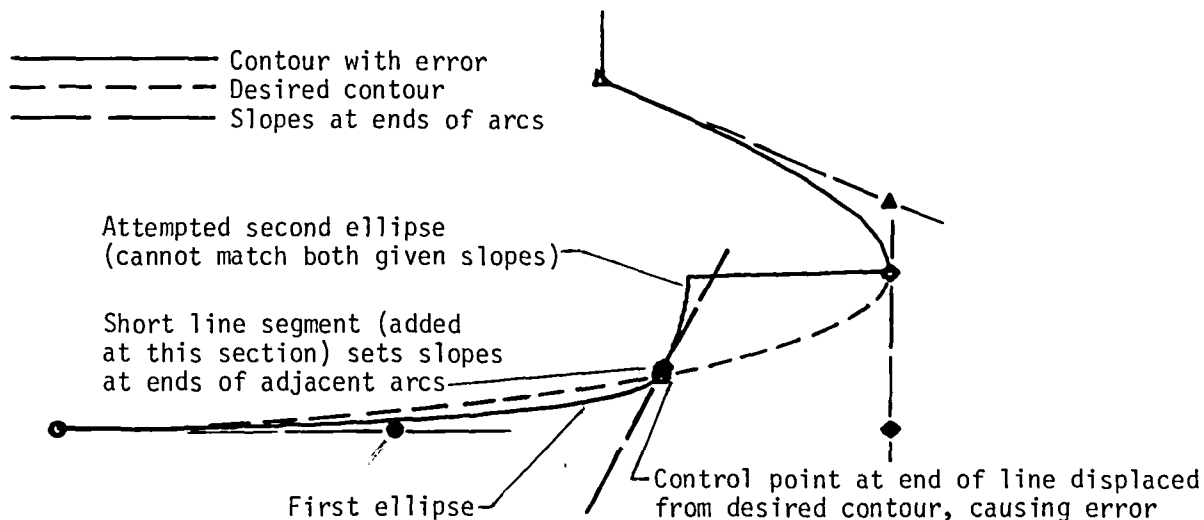 Contour with error
Desired contour
Slopes at ends of arcs
Attempted second ellipse
(cannot match both given slopes)
Short line segment (added
at this section) sets slopes
at ends of adjacent arcs
First ellipse
Control point at end of line displaced
from desired contour, causing error